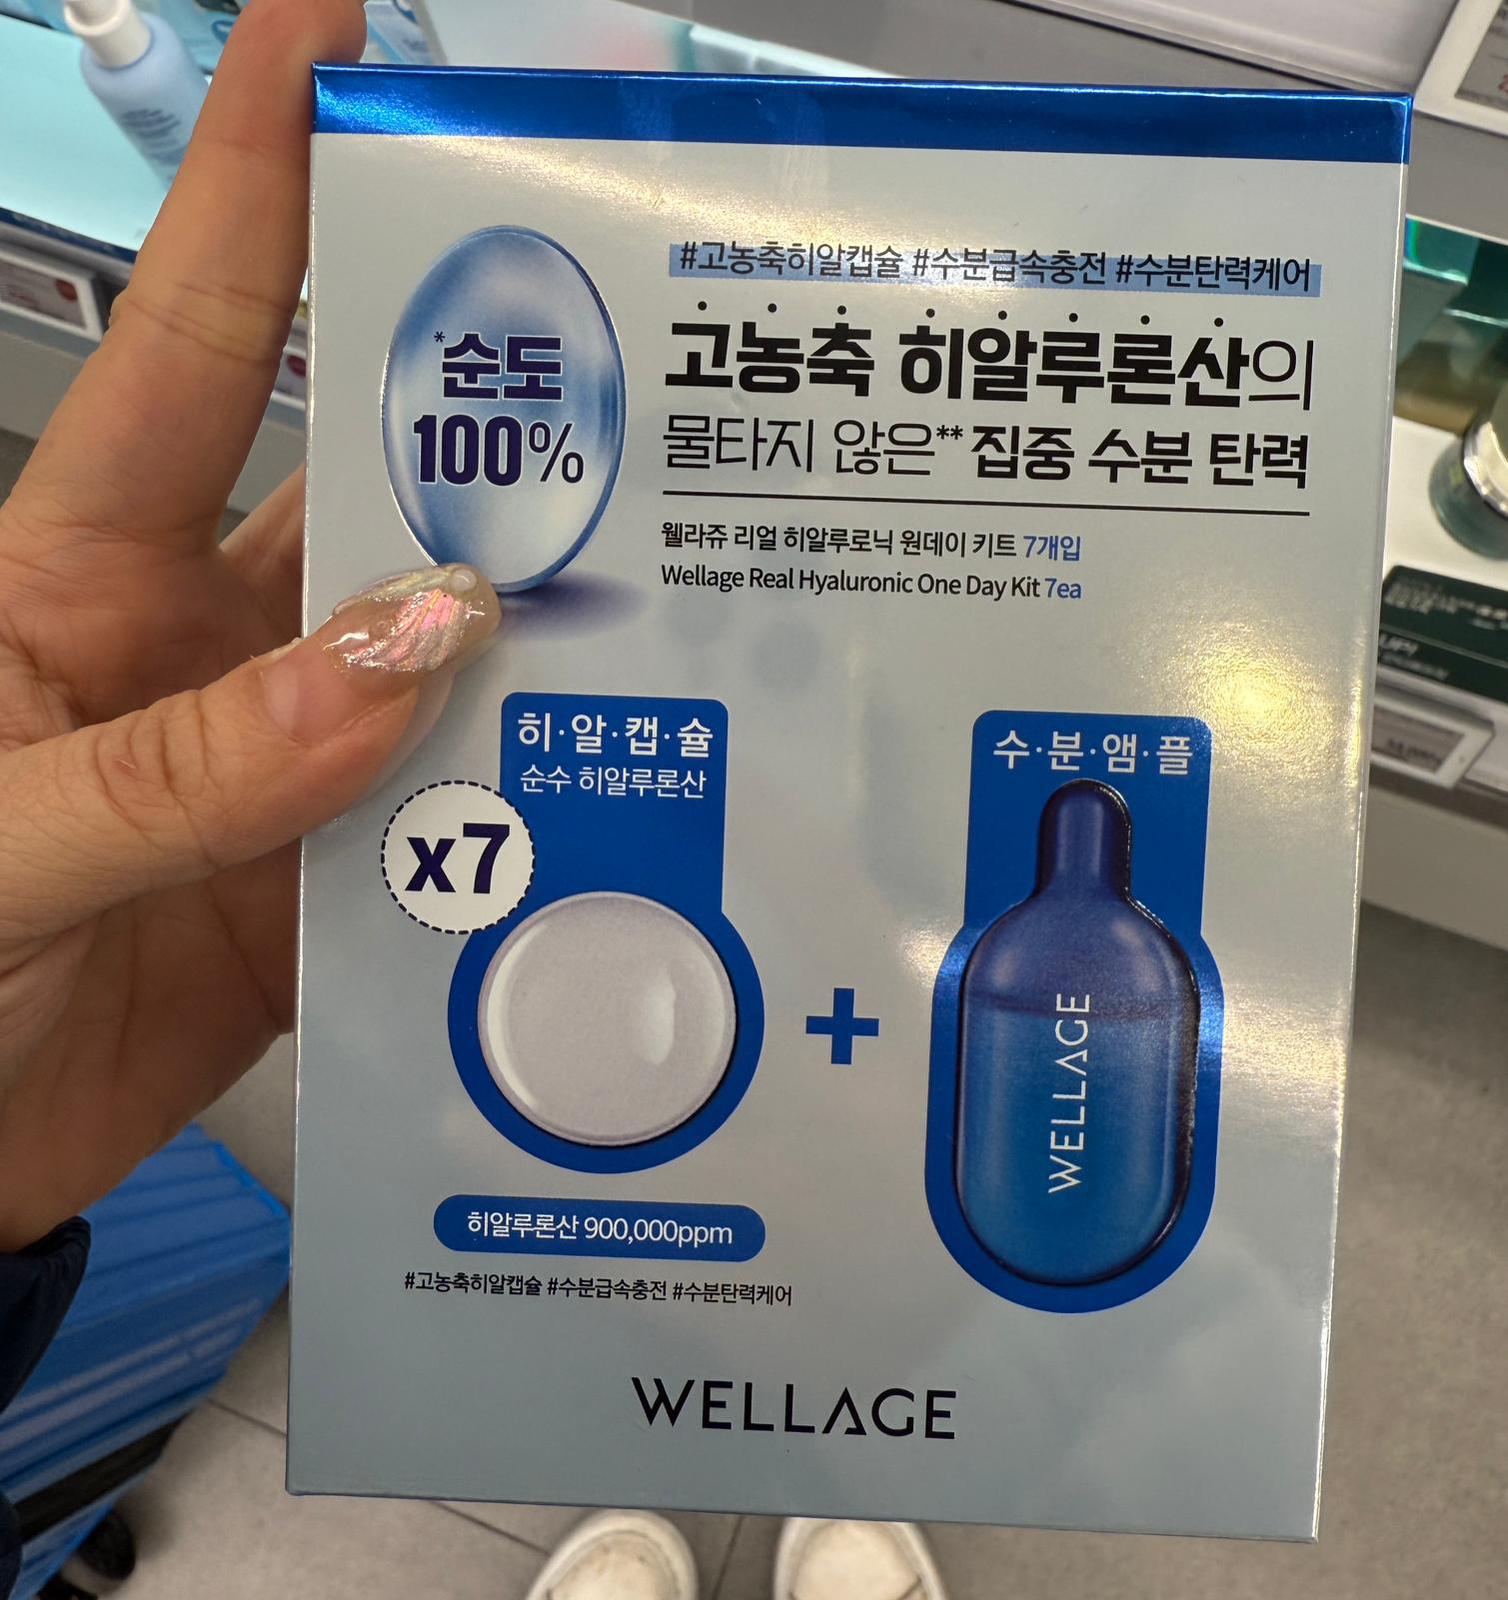 #고농축히알캡슐 #수분급속충전 #수분탄력케어
*순도
100%
고농축 히알루론산의
물타지 않은** 집중 수분 탄력
웰라쥬 리얼 히알루로닉 원데이 키트 7개입
Wellage Real Hyaluronic One Day Kit 7ea
히·알·캡·슐
순수 히알루론산
x7
수·분·앰·플
+
WELLAGE
히알루론산 900,000ppm
#고농축히알캡슐 #수분급속충전 #수분탄력케어
WELLAGE